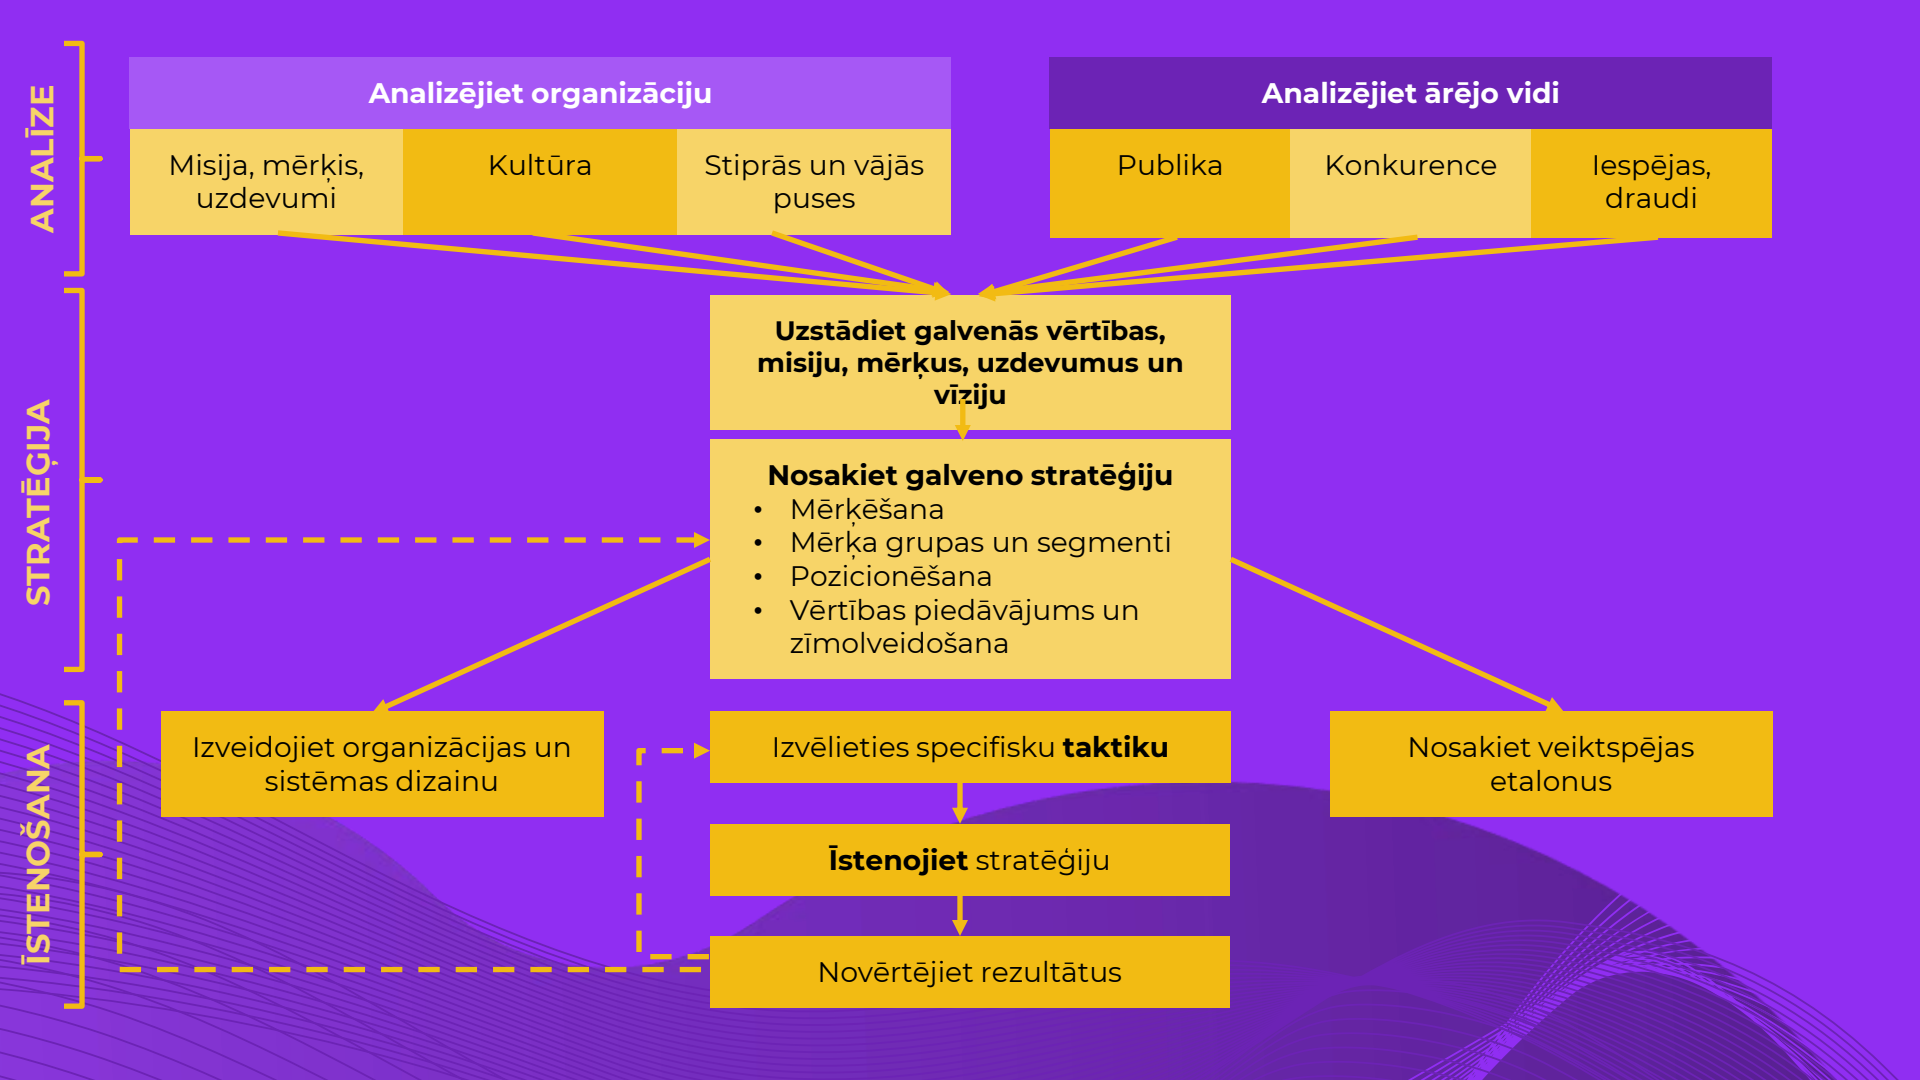 ANALĪZE
Analizējiet organizāciju
Misija, mērķis,
uzdevumi
Kultūra
Stiprās un vājās
puses
Analizējiet ārējo vidi
Publika
Konkurence
Iespējas,
draudi
STRATĒĢIJA
Uzstādiet galvenās vērtības,
misiju, mērķus, uzdevumus un
vīziju
Nosakiet galveno stratēģiju
• Mērķēšana
• Mērķa grupas un segmenti
• Pozicionēšana
• Vērtības piedāvājums un
zīmolveidošana
ĪSTENOŠANA
Izveidojiet organizācijas un
sistēmas dizainu
Izvēlieties specifisku taktiku
Īstenojiet stratēģiju
Novērtējiet rezultātus
Nosakiet veiktspējas
etalonus